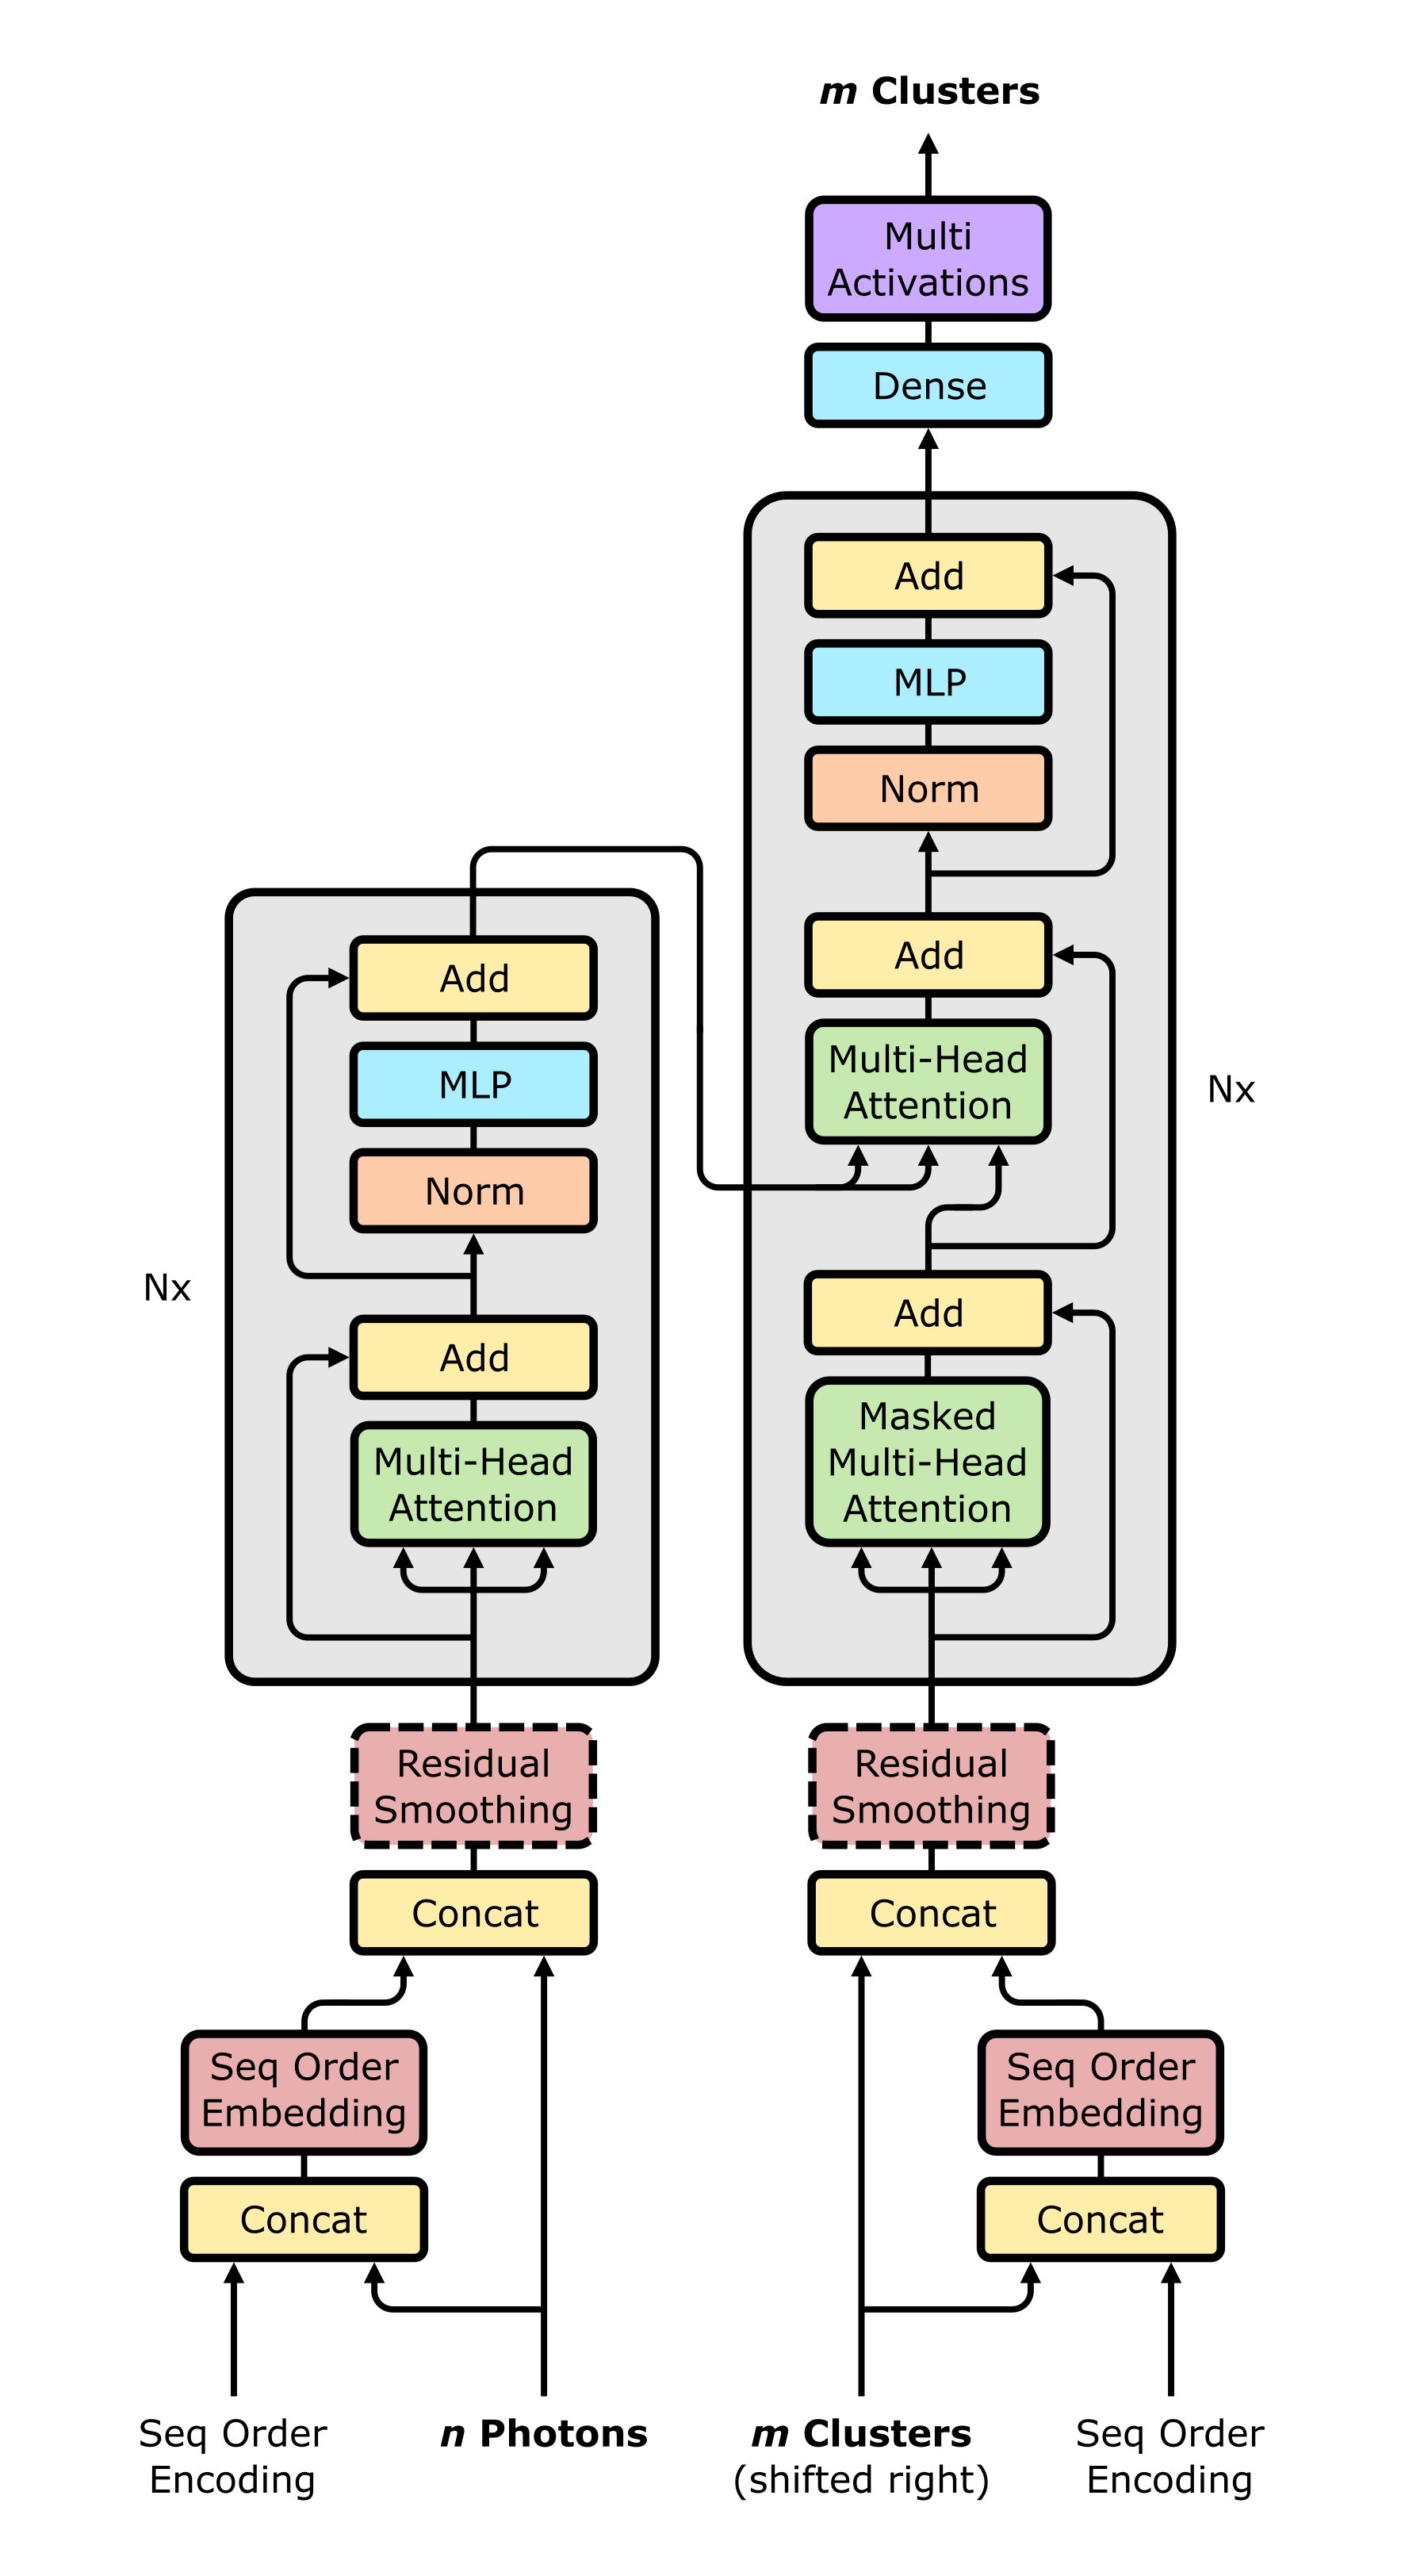 m Clusters
Multi
Activations
Dense
Add
MLP
Norm
Add
Multi-Head
Attention
Nx
Add
Masked
Multi-Head
Attention
Add
MLP
Norm
Nx
Add
Multi-Head
Attention
Residual
Smoothing
Concat
Seq Order
Embedding
Concat
Seq Order
Encoding
n Photons
Residual
Smoothing
Concat
Seq Order
Embedding
Concat
m Clusters
(shifted right)
Seq Order
Encoding